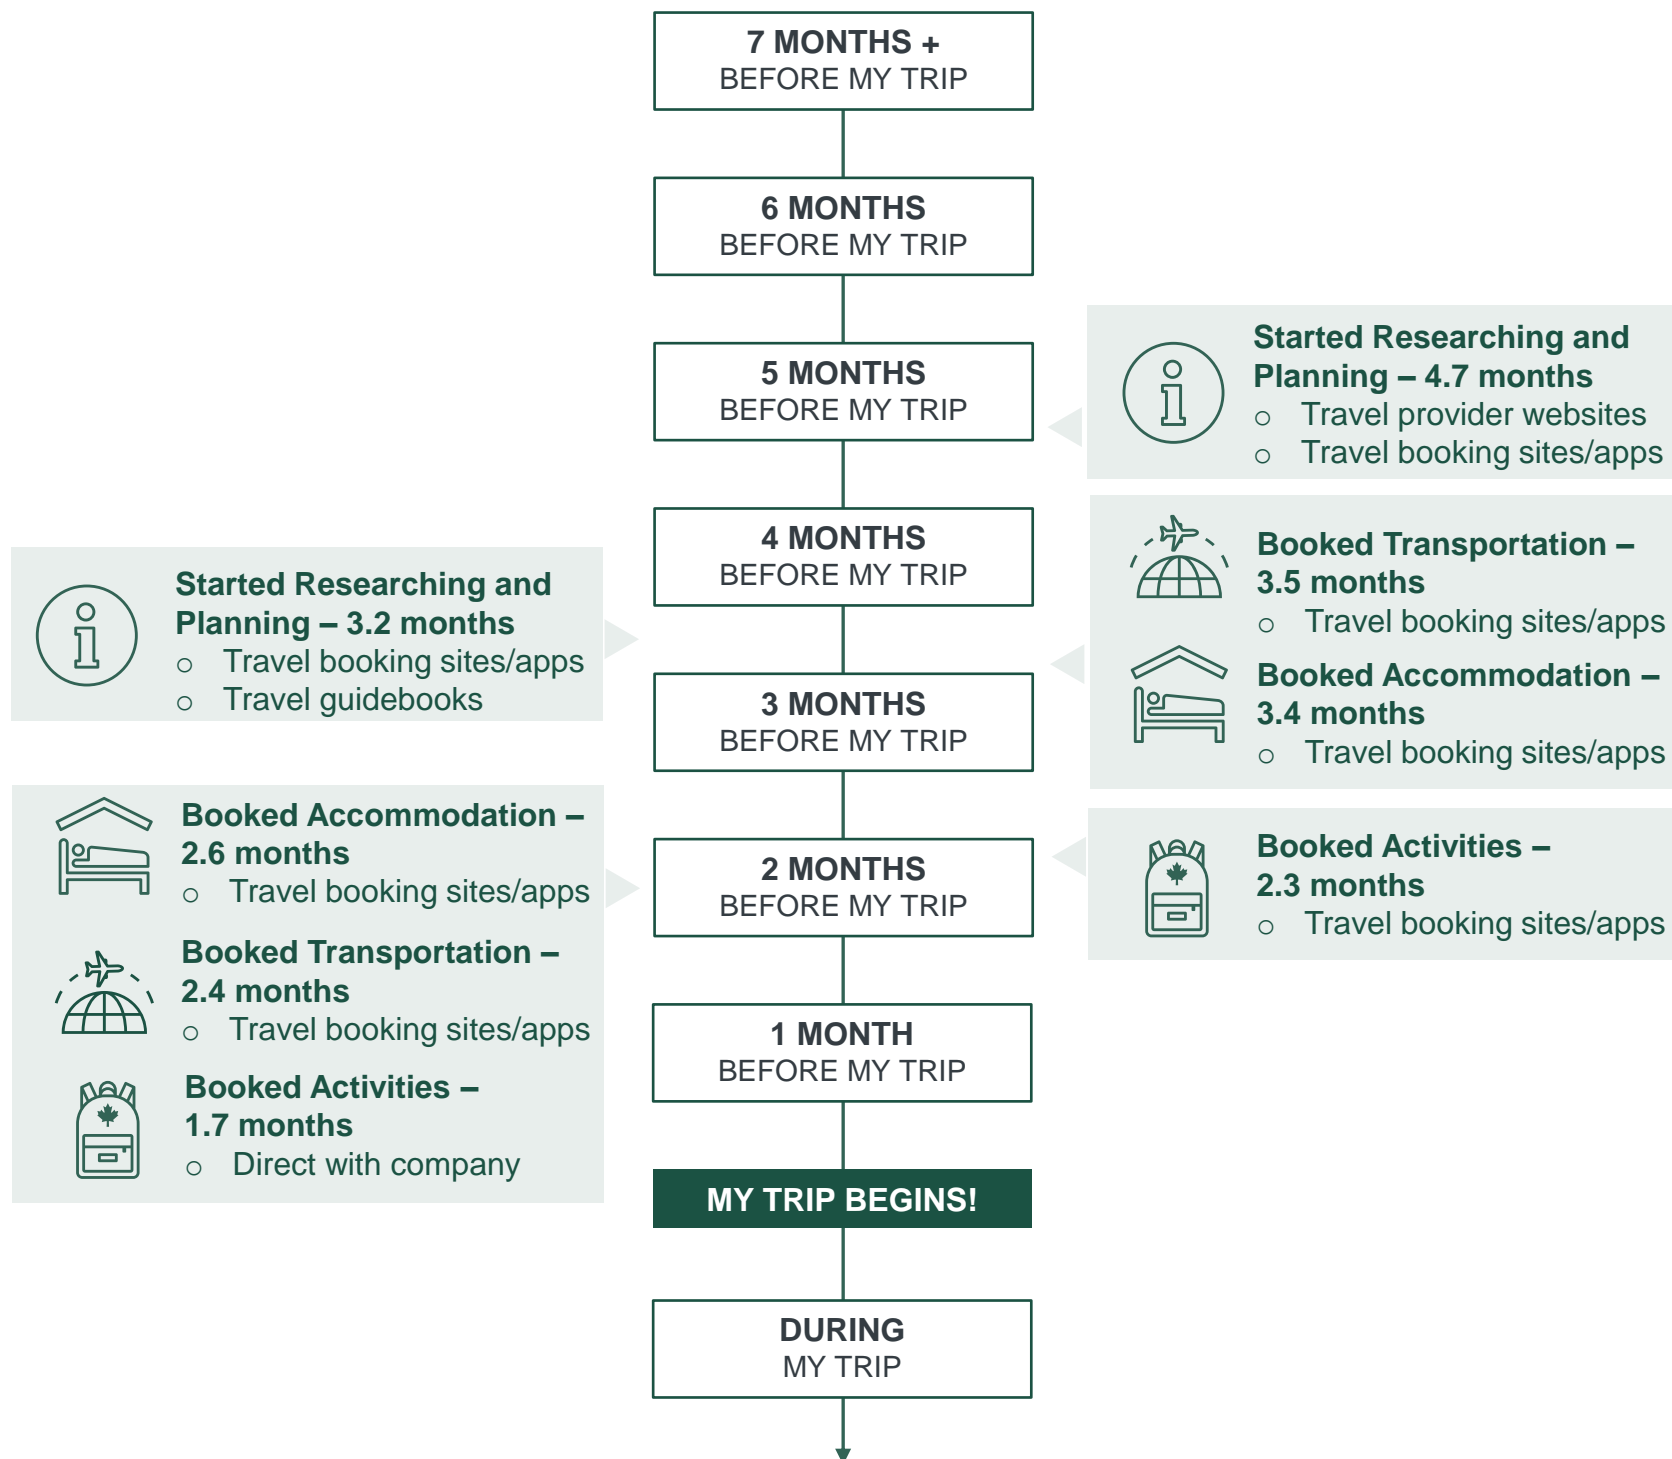 7 MONTHS +
BEFORE MY TRIP
6 MONTHS
BEFORE MY TRIP
5 MONTHS
BEFORE MY TRIP
4 MONTHS
BEFORE MY TRIP
3 MONTHS
BEFORE MY TRIP
2 MONTHS
BEFORE MY TRIP
1 MONTH
BEFORE MY TRIP
MY TRIP BEGINS!
DURING
MY TRIP
Started Researching and
Planning – 3.2 months
o Travel booking sites/apps
o Travel guidebooks
Booked Accommodation –
2.6 months
o Travel booking sites/apps
Booked Transportation –
2.4 months
o Travel booking sites/apps
Booked Activities –
1.7 months
o Direct with company
Started Researching and
Planning – 4.7 months
o Travel provider websites
o Travel booking sites/apps
Booked Transportation –
3.5 months
o Travel booking sites/apps
Booked Accommodation –
3.4 months
o Travel booking sites/apps
Booked Activities –
2.3 months
o Travel booking sites/apps